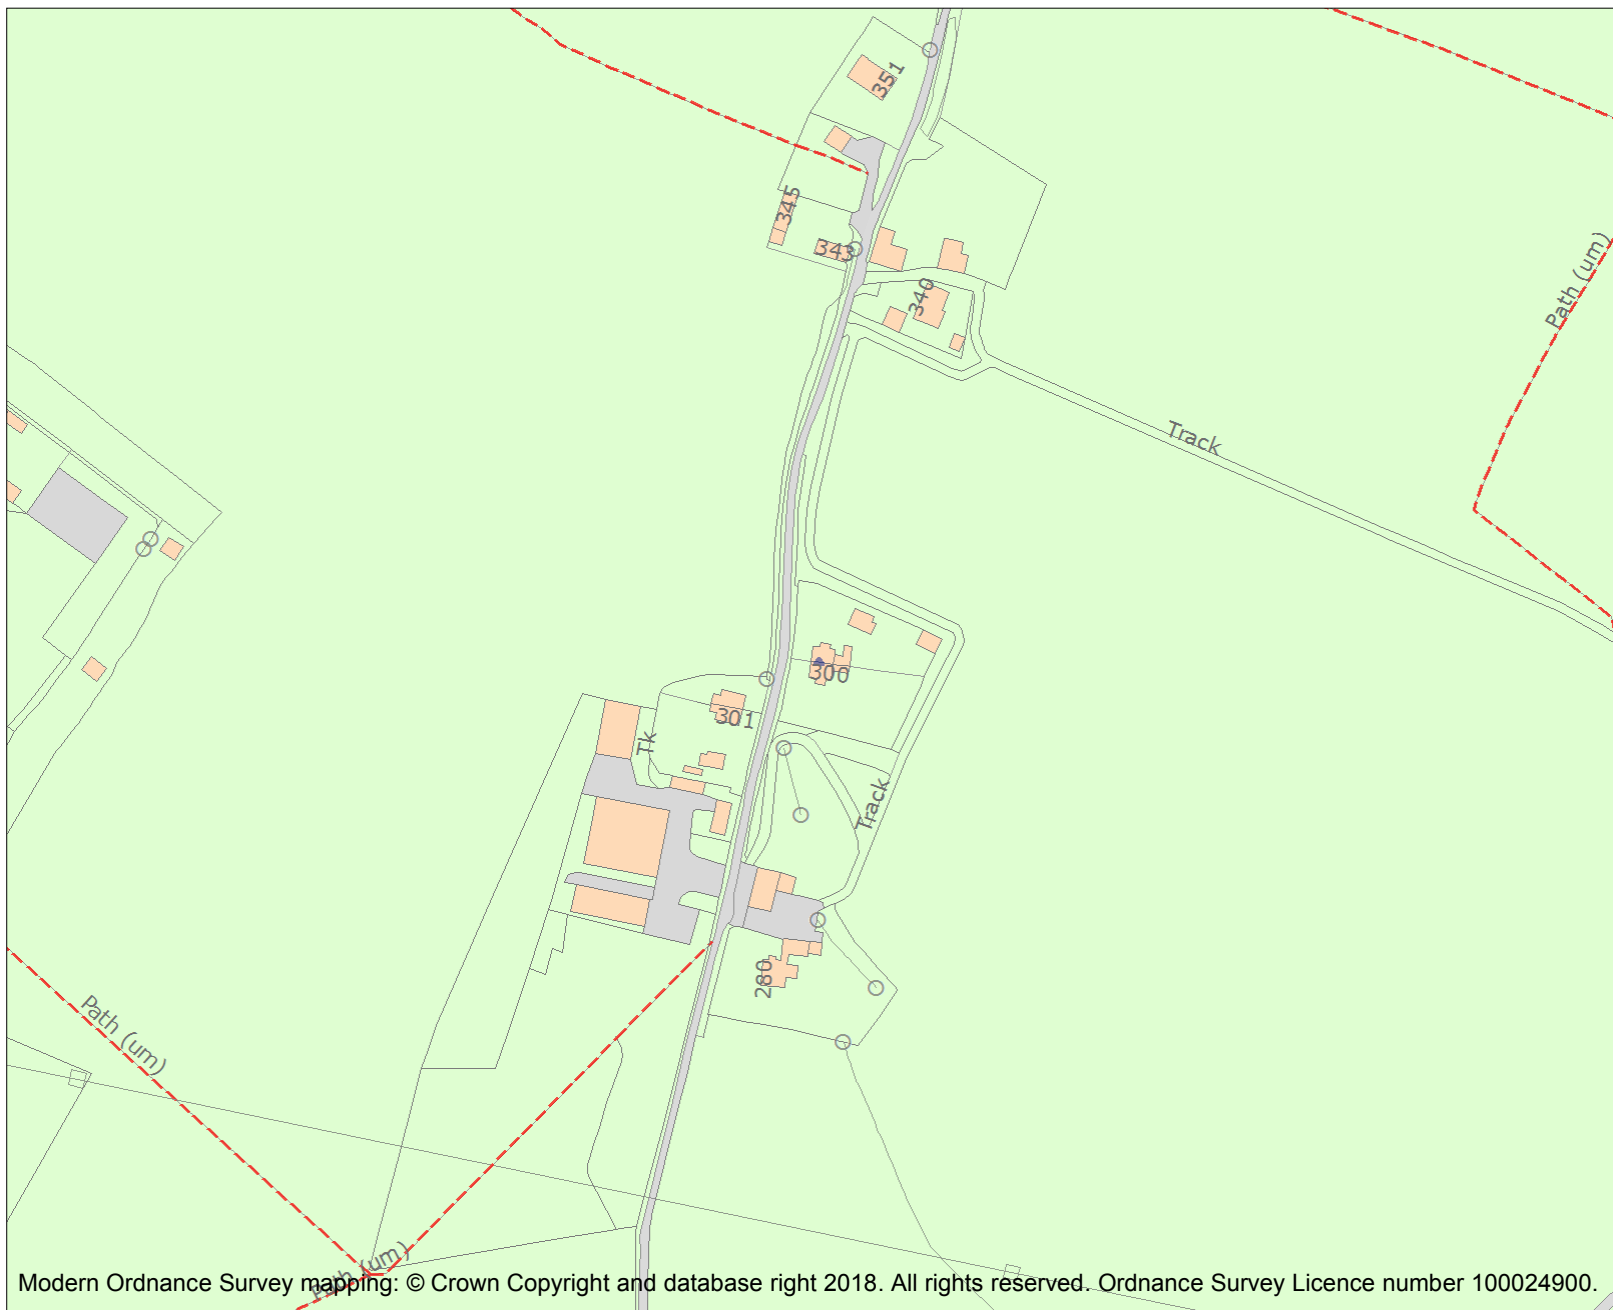 351
345
343
340
Path (um)
Track
300
301
Tk
Track
280
Path (um)
Path (um)
Modern Ordnance Survey mapping: © Crown Copyright and database right 2018. All rights reserved. Ordnance Survey Licence number 100024900.